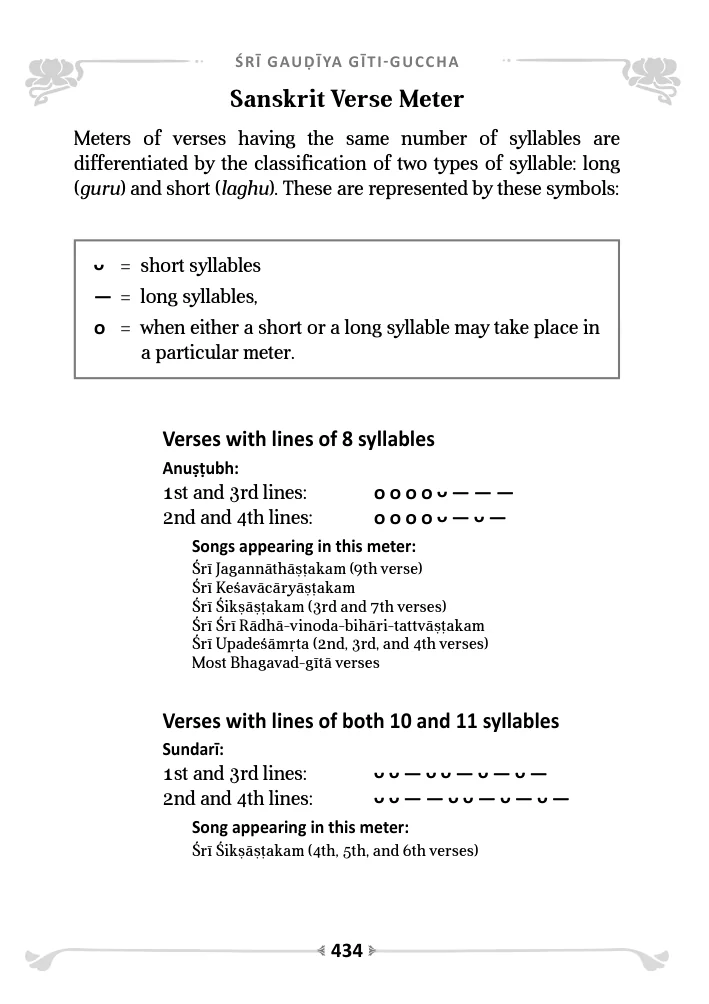 ŚRĪ GAUḌĪYA GĪTI-GUCCHA
Sanskrit Verse Meter
Meters of verses having the same number of syllables are
differentiated by the classification of two types of syllable: long
(guru) and short (laghu). These are represented by these symbols:
ᴗ = short syllables
— = long syllables,
o = when either a short or a long syllable may take place in
a particular meter.
Verses with lines of 8 syllables
Anuṣṭubh:
1st and 3rd lines: o o o o ᴗ — — —
2nd and 4th lines: o o o o ᴗ — ᴗ —
Songs appearing in this meter:
Śrī Jagannāthāṣṭakam (9th verse)
Śrī Keśavācāryāṣṭakam
Śrī Śikṣāṣṭakam (3rd and 7th verses)
Śrī Śrī Rādhā-vinoda-bihāri-tattvāṣṭakam
Śrī Upadeśāmṛta (2nd, 3rd, and 4th verses)
Most Bhagavad-gītā verses
Verses with lines of both 10 and 11 syllables
Sundarī:
1st and 3rd lines: ᴗ ᴗ — ᴗ ᴗ — ᴗ — ᴗ —
2nd and 4th lines: ᴗ ᴗ — — ᴗ ᴗ — ᴗ — ᴗ —
Song appearing in this meter:
Śrī Śikṣāṣṭakam (4th, 5th, and 6th verses)
434